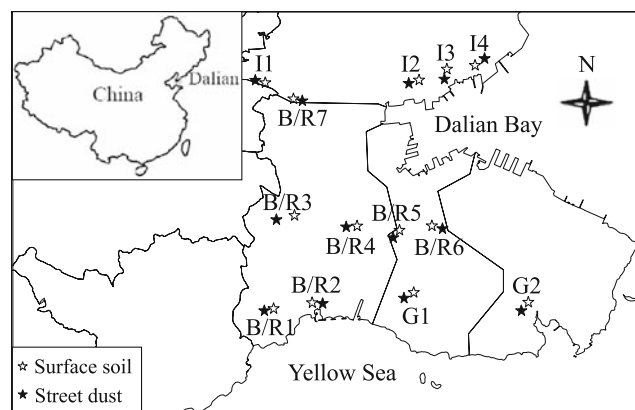 China
Dalian
I1
I2
I3
I4
N
B/R7
Dalian Bay
B/R3
B/R4
B/R5
B/R6
B/R1
B/R2
G1
G2
Surface soil
Street dust
Yellow Sea